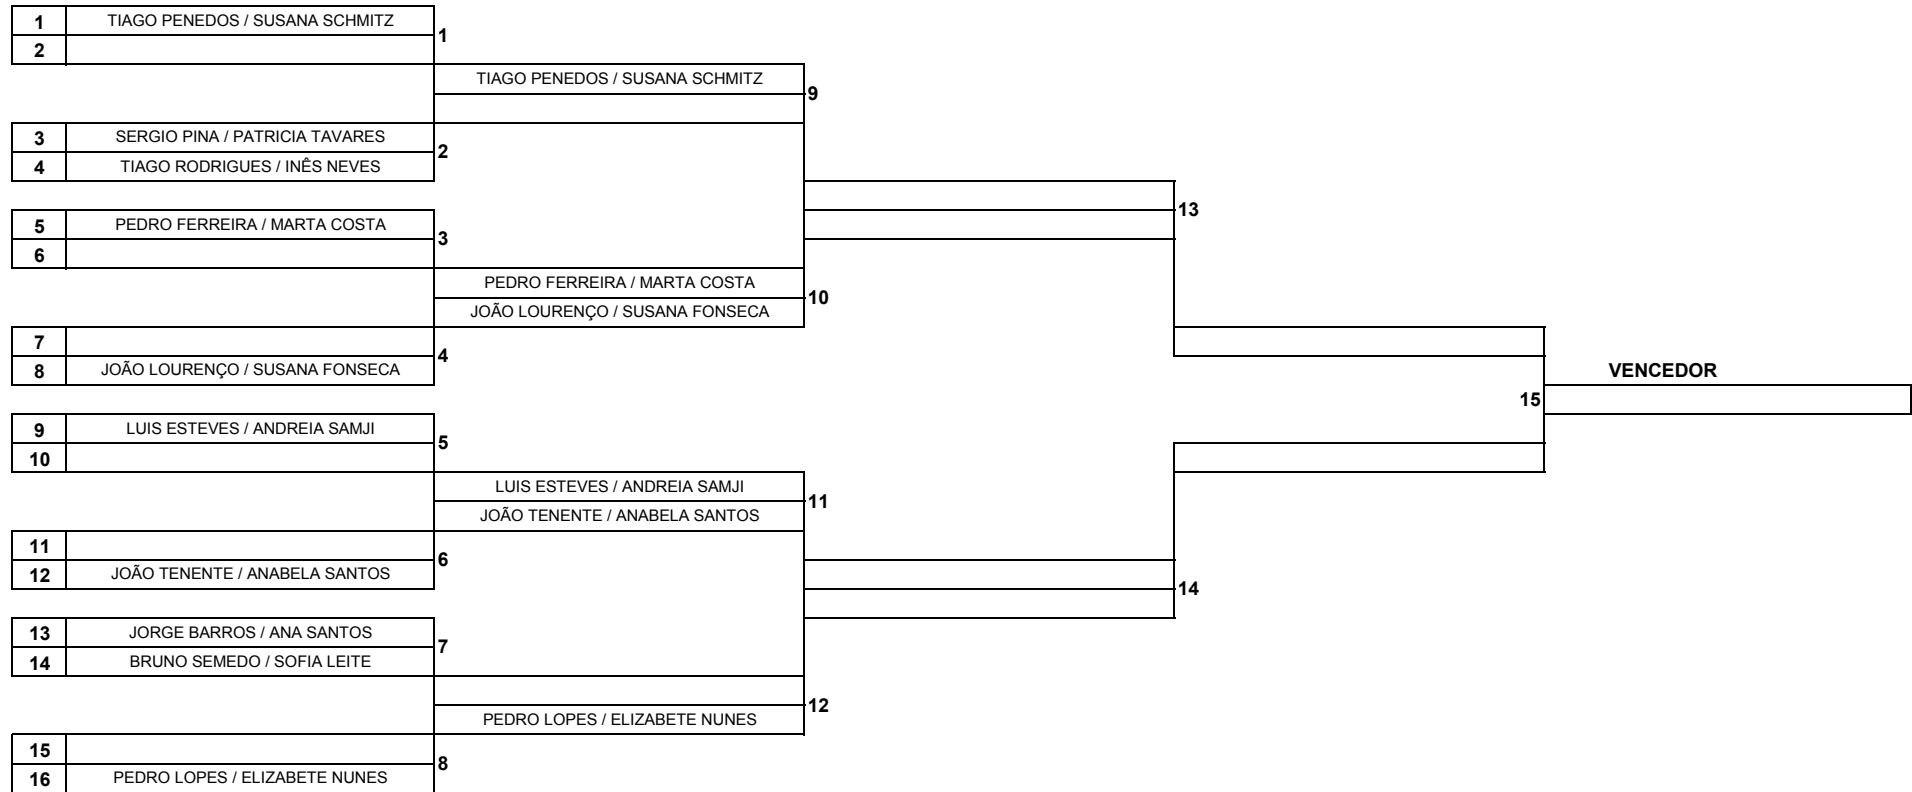 1 TIAGO PENEDOS / SUSANA SCHMITZ
1
2
TIAGO PENEDOS / SUSANA SCHMITZ
9
3 SERGIO PINA / PATRICIA TAVARES
2
4 TIAGO RODRIGUES / INÊS NEVES
13
5 PEDRO FERREIRA / MARTA COSTA
3
6
PEDRO FERREIRA / MARTA COSTA
10
JOÃO LOURENÇO / SUSANA FONSECA
7
4
8 JOÃO LOURENÇO / SUSANA FONSECA
VENCEDOR
15
9 LUIS ESTEVES / ANDREIA SAMJI
5
10
LUIS ESTEVES / ANDREIA SAMJI
11
JOÃO TENENTE / ANABELA SANTOS
11
6
12 JOÃO TENENTE / ANABELA SANTOS
14
13 JORGE BARROS / ANA SANTOS
7
14 BRUNO SEMEDO / SOFIA LEITE
12
PEDRO LOPES / ELIZABETE NUNES
15
8
16 PEDRO LOPES / ELIZABETE NUNES